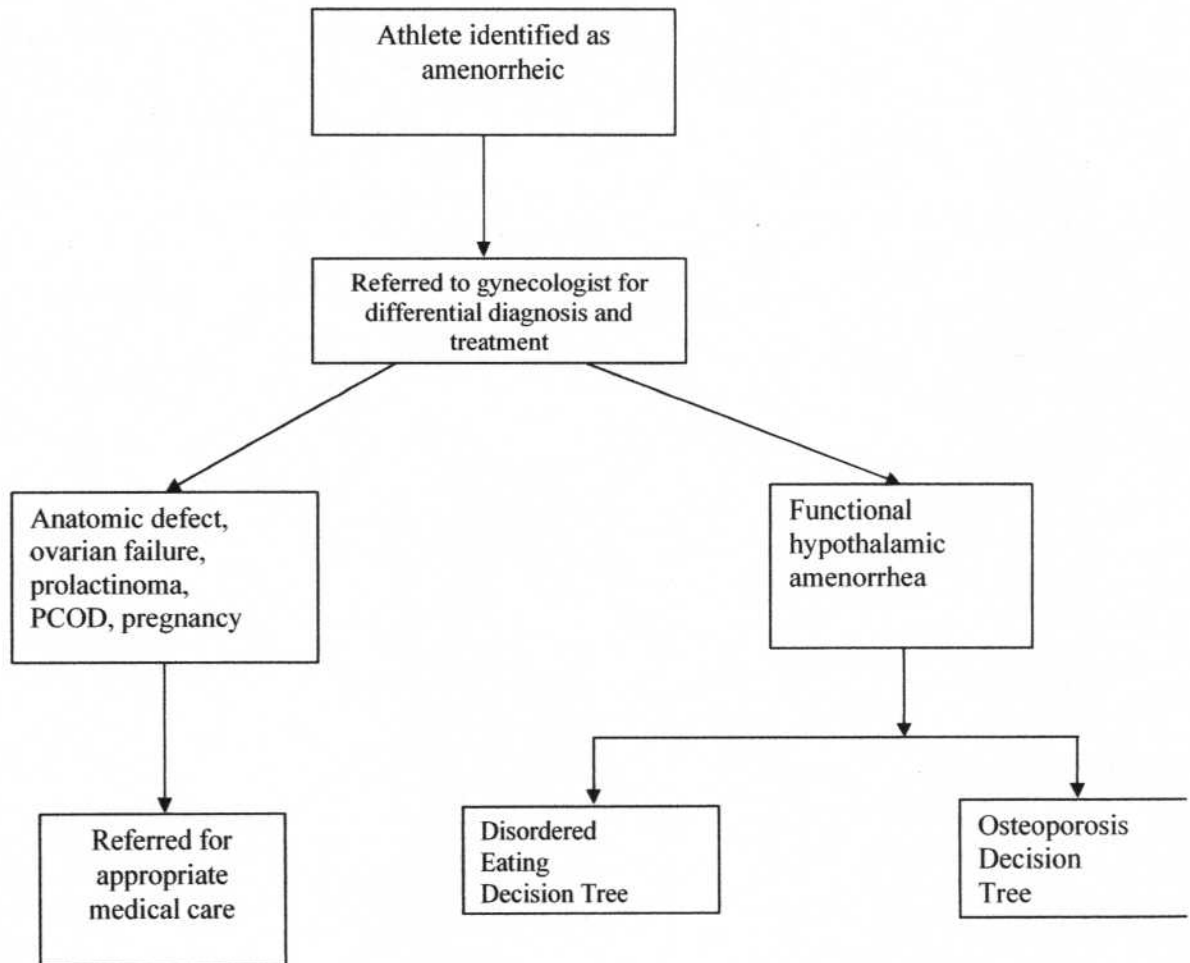 Athlete identified as
amenorrheic
Referred to gynecologist for
differential diagnosis and
treatment
Anatomic defect,
ovarian failure,
prolactinoma,
PCOD, pregnancy
Functional
hypothalamic
amenorrhea
Referred for
appropriate
medical care
Disordered
Eating
Decision Tree
Osteoporosis
Decision
Tree